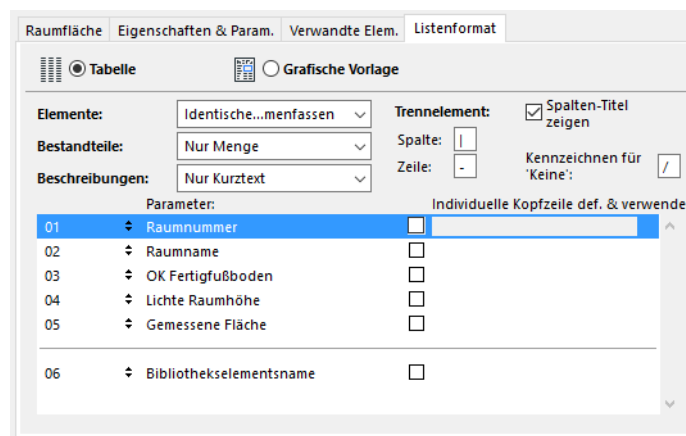 Raumfläche Eigenschaften & Param. Verwandte Elem. Listenformat
Tabelle Grafische Vorlage
Elemente: Identische...menfassen Trennelement: Spalten-Titel zeigen
Bestandteile: Nur Menge Spalte: |
Beschreibungen: Nur Kurztext Zeile: - Kennzeichnen für 'Keine': /
Parameter: Individuelle Kopfzeile def. & verwende
01 Raumnummer
02 Raumname
03 OK Fertigfußboden
04 Lichte Raumhöhe
05 Gemessene Fläche
06 Bibliothekselementsname